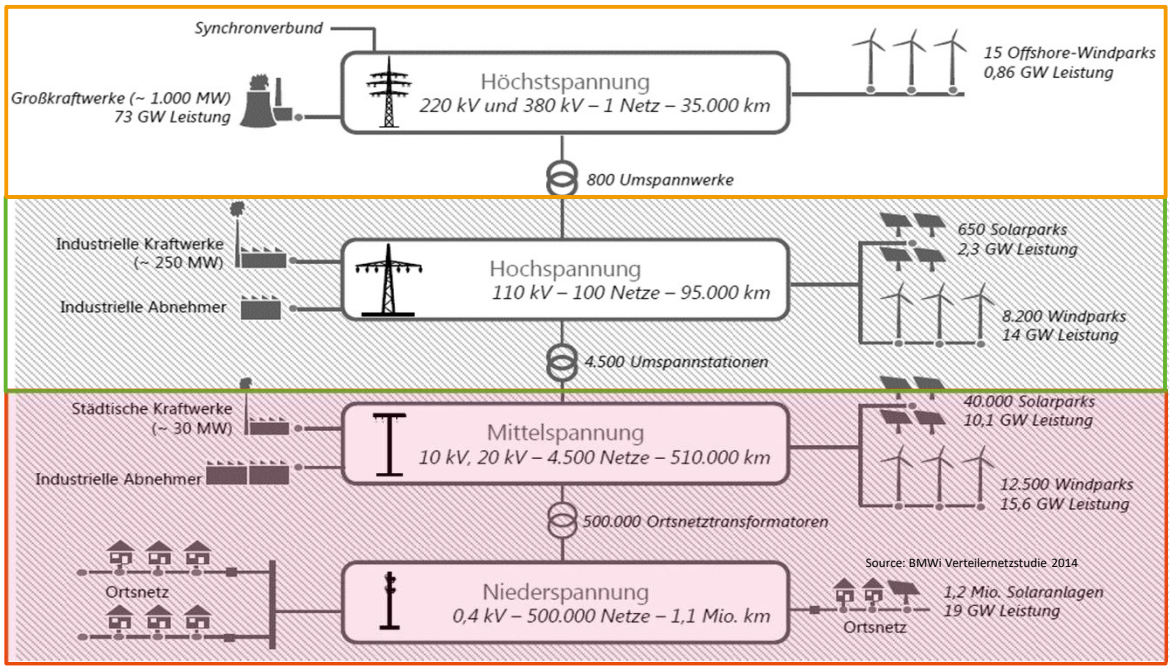 Synchronverbund
Großkraftwerke (~ 1.000 MW)
73 GW Leistung
Höchstspannung
220 kV und 380 kV – 1 Netz – 35.000 km
15 Offshore-Windparks
0,86 GW Leistung
800 Umspannwerke
Industrielle Kraftwerke
(~ 250 MW)
Industrielle Abnehmer
Hochspannung
110 kV – 100 Netze – 95.000 km
650 Solarparks
2,3 GW Leistung
8.200 Windparks
14 GW Leistung
4.500 Umspannstationen
Städtische Kraftwerke
(~ 30 MW)
Industrielle Abnehmer
Mittelspannung
10 kV, 20 kV – 4.500 Netze – 510.000 km
40.000 Solarparks
10,1 GW Leistung
12.500 Windparks
15,6 GW Leistung
500.000 Ortsnetztransformatoren
Source: BMWi Verteilernetzstudie 2014
Ortsnetz
Niederspannung
0,4 kV – 500.000 Netze – 1,1 Mio. km
1,2 Mio. Solaranlagen
19 GW Leistung
Ortsnetz